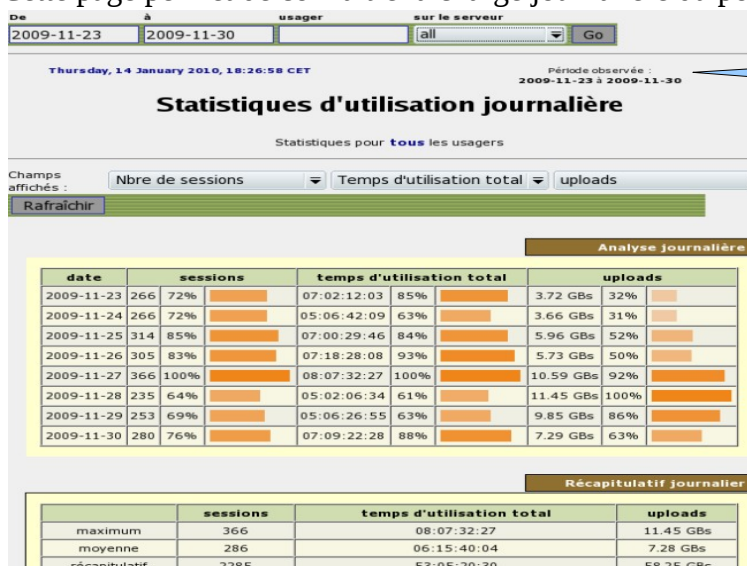 De à usager sur le serveur
2009-11-23 2009-11-30 all Go
Thursday, 14 January 2010, 18:26:58 CET
Période observée :
2009-11-23 à 2009-11-30
Statistiques d'utilisation journalière
Statistiques pour tous les usagers
Champs affichés :
Nbre de sessions Temps d'utilisation total uploads
Rafraîchir
Analyse journalière
date sessions temps d'utilisation total uploads
2009-11-23 266 72% 07:02:12:03 85% 3.72 GBs 32%
2009-11-24 266 72% 05:06:42:09 63% 3.66 GBs 31%
2009-11-25 314 85% 07:00:29:46 84% 5.96 GBs 52%
2009-11-26 305 83% 07:18:28:08 93% 5.73 GBs 50%
2009-11-27 366 100% 08:07:32:27 100% 10.59 GBs 92%
2009-11-28 235 64% 05:02:06:34 61% 11.45 GBs 100%
2009-11-29 253 69% 05:06:26:55 63% 9.85 GBs 86%
2009-11-30 280 76% 07:09:22:28 88% 7.29 GBs 63%
Récapitulatif journalier
sessions temps d'utilisation total uploads
maximum 366 08:07:32:27 11.45 GBs
moyenne 286 06:15:40:04 7.28 GBs
récapitulatif 2285 53:05:20:30 58.25 GBs